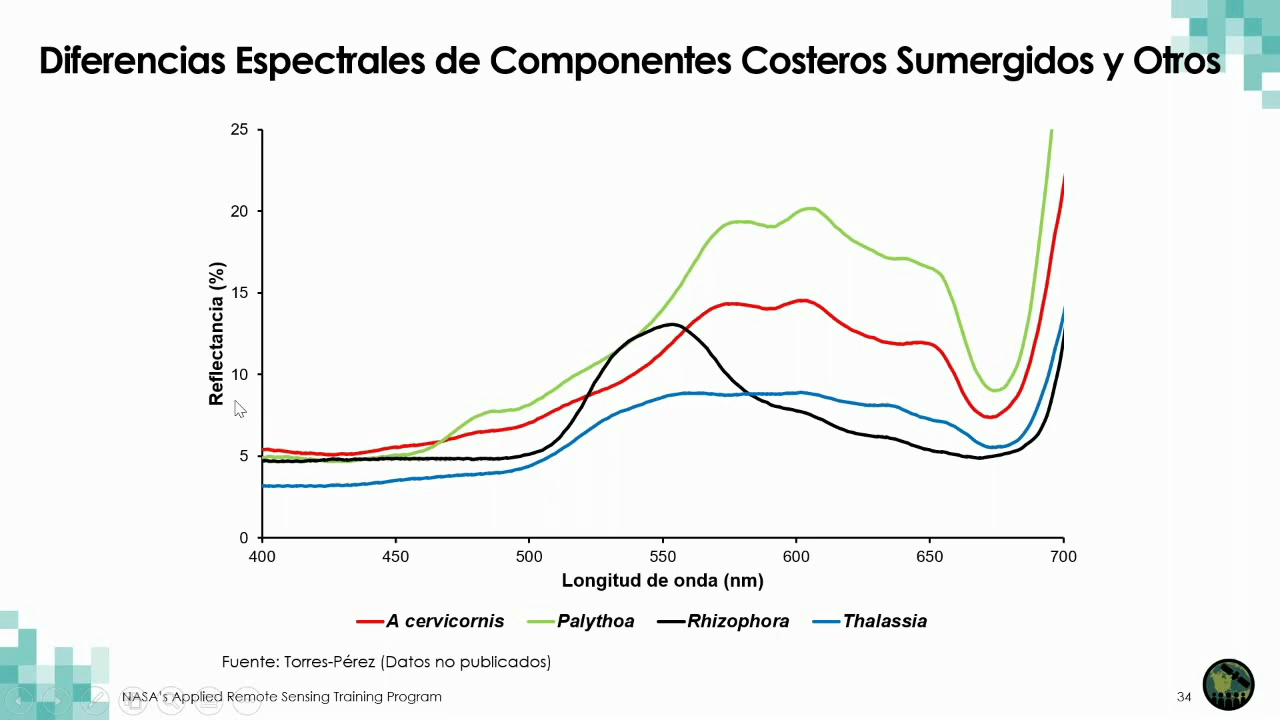 Diferencias Espectrales de Componentes Costeros Sumergidos y Otros
25
20
15
10
5
0
Reflectancia (%)
400 450 500 550 600 650 700
Longitud de onda (nm)
A cervicornis Palythoa Rhizophora Thalassia
Fuente: Torres-Pérez (Datos no publicados)
NASA's Applied Remote Sensing Training Program
34